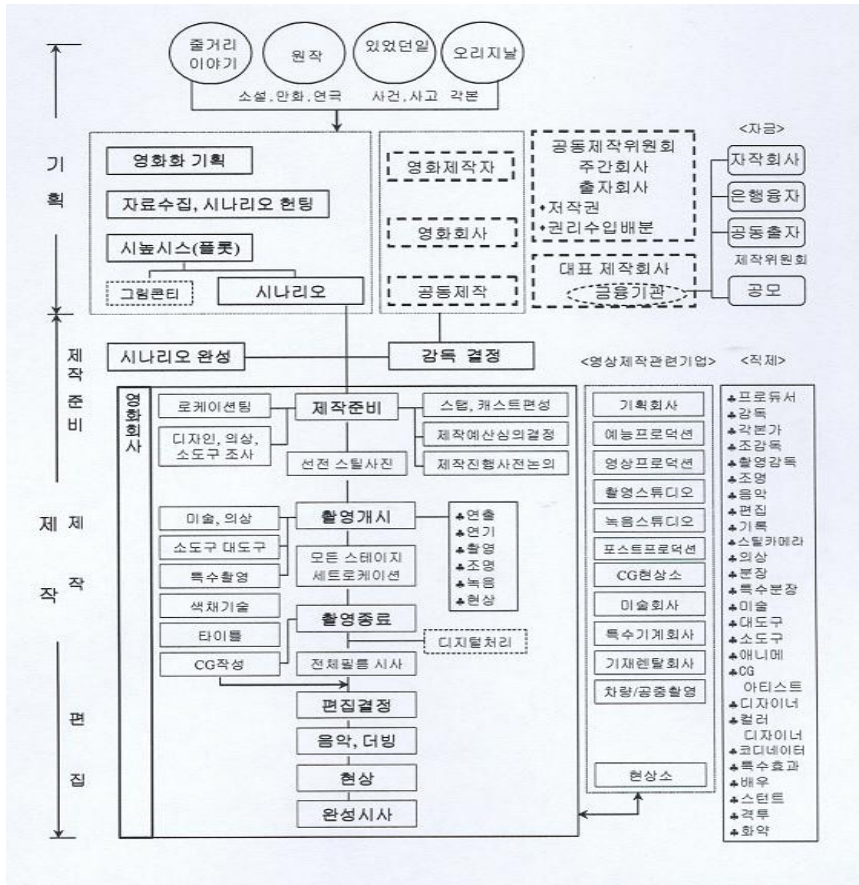 줄거리
이야기
원작
있었던일
오리지날
소설,만화,연극 사건,사고 각본
기
획
영화화 기획
자료수집, 시나리오 헌팅
시높시스(플롯)
그림콘티
시나리오
영화제작자
영화회사
공동제작
공동제작위원회
주간회사
출자회사
♦저작권
♦권리수입배분
대표 제작회사
금융기관
<자금>
자작회사
은행융자
공동출자
제작위원회
공모
제
작
준
비
시나리오 완성
감독 결정
<영상제작관련기업>
<직제>
영
화
회
사
로케이션팅
제작준비
스탭, 캐스트편성
디자인, 의상,
소도구 조사
제작예산심의결정
선전 스틸사진
제작진행사전논의
제
작
제
작
미술, 의상
촬영개시
소도구 대도구
모든 스테이지
세트로케이션
특수촬영
♣연출
♣연기
♣촬영
♣조명
♣녹음
♣현상
색채기술
촬영종료
타이틀
디지털처리
CG작성
전체필름 시사
편
집
편집결정
음악, 더빙
현상
완성시사
기획회사
예능프로덕션
영상프로덕션
촬영스튜디오
녹음스튜디오
포스트프로덕션
CG현상소
미술회사
특수기계회사
기재렌탈회사
차량/공중촬영
현상소
♣프로듀서
♣감독
♣각본가
♣조감독
♣촬영감독
♣조명
♣음악
♣편집
♣기록
♣스틸카메라
♣의상
♣분장
♣특수분장
♣미술
♣대도구
♣소도구
♣애니메
♣CG
아티스트
♣디자이너
♣컬러
디자이너
♣코디네이터
♣특수효과
♣배우
♣스턴트
♣격투
♣화약